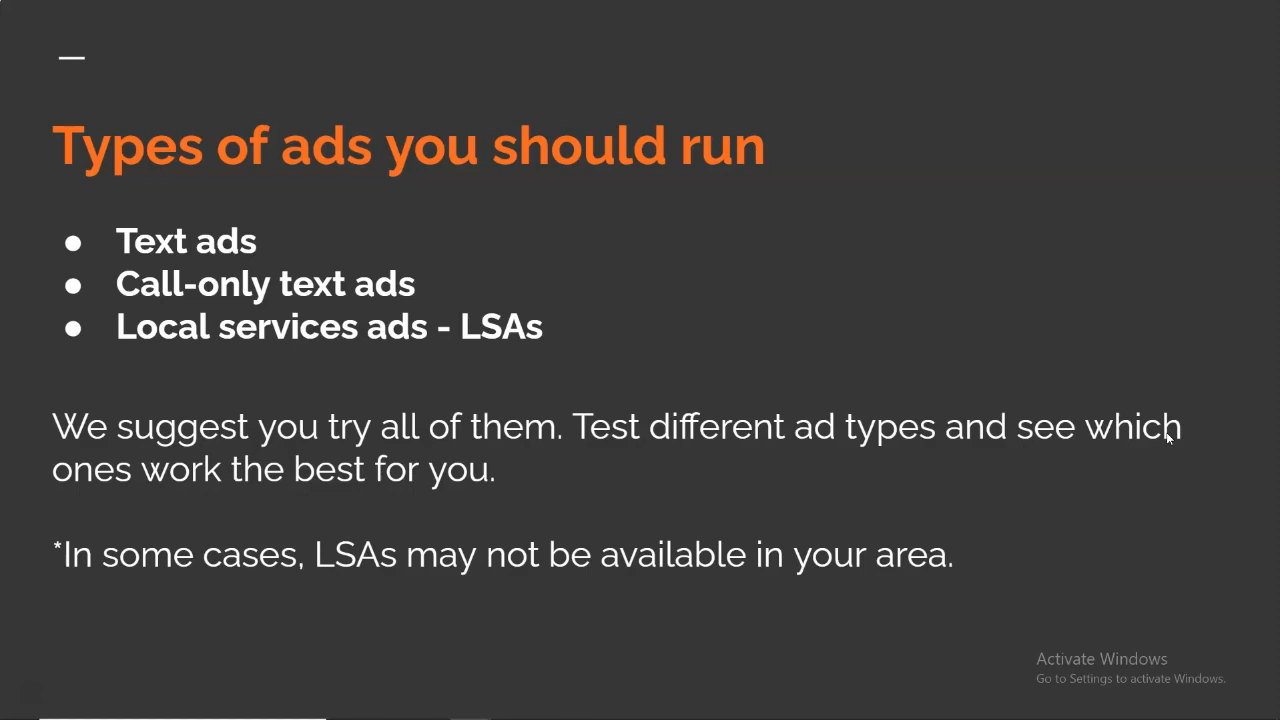 Types of ads you should run
● Text ads
● Call-only text ads
● Local services ads - LSAs
We suggest you try all of them. Test different ad types and see which
ones work the best for you.
*In some cases, LSAs may not be available in your area.
Activate Windows
Go to Settings to activate Windows.